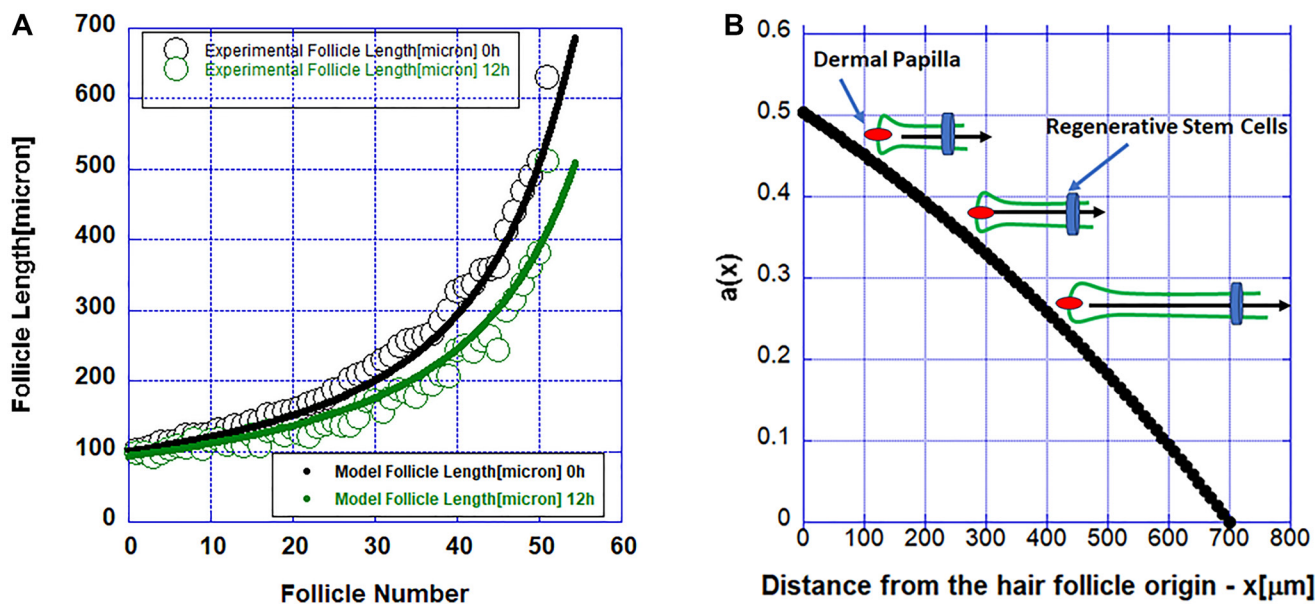 A
700
600
500
400
300
200
100
0
Follicle Length[micron]
Experimental Follicle Length[micron] 0h
Experimental Follicle Length[micron] 12h
Model Follicle Length[micron] 0h
Model Follicle Length[micron] 12h
0 10 20 30 40 50 60
Follicle Number
B
0.6
0.5
0.4
0.3
0.2
0.1
0
a(x)
Dermal Papilla
Regenerative Stem Cells
0 100 200 300 400 500 600 700 800
Distance from the hair follicle origin - x[μm]